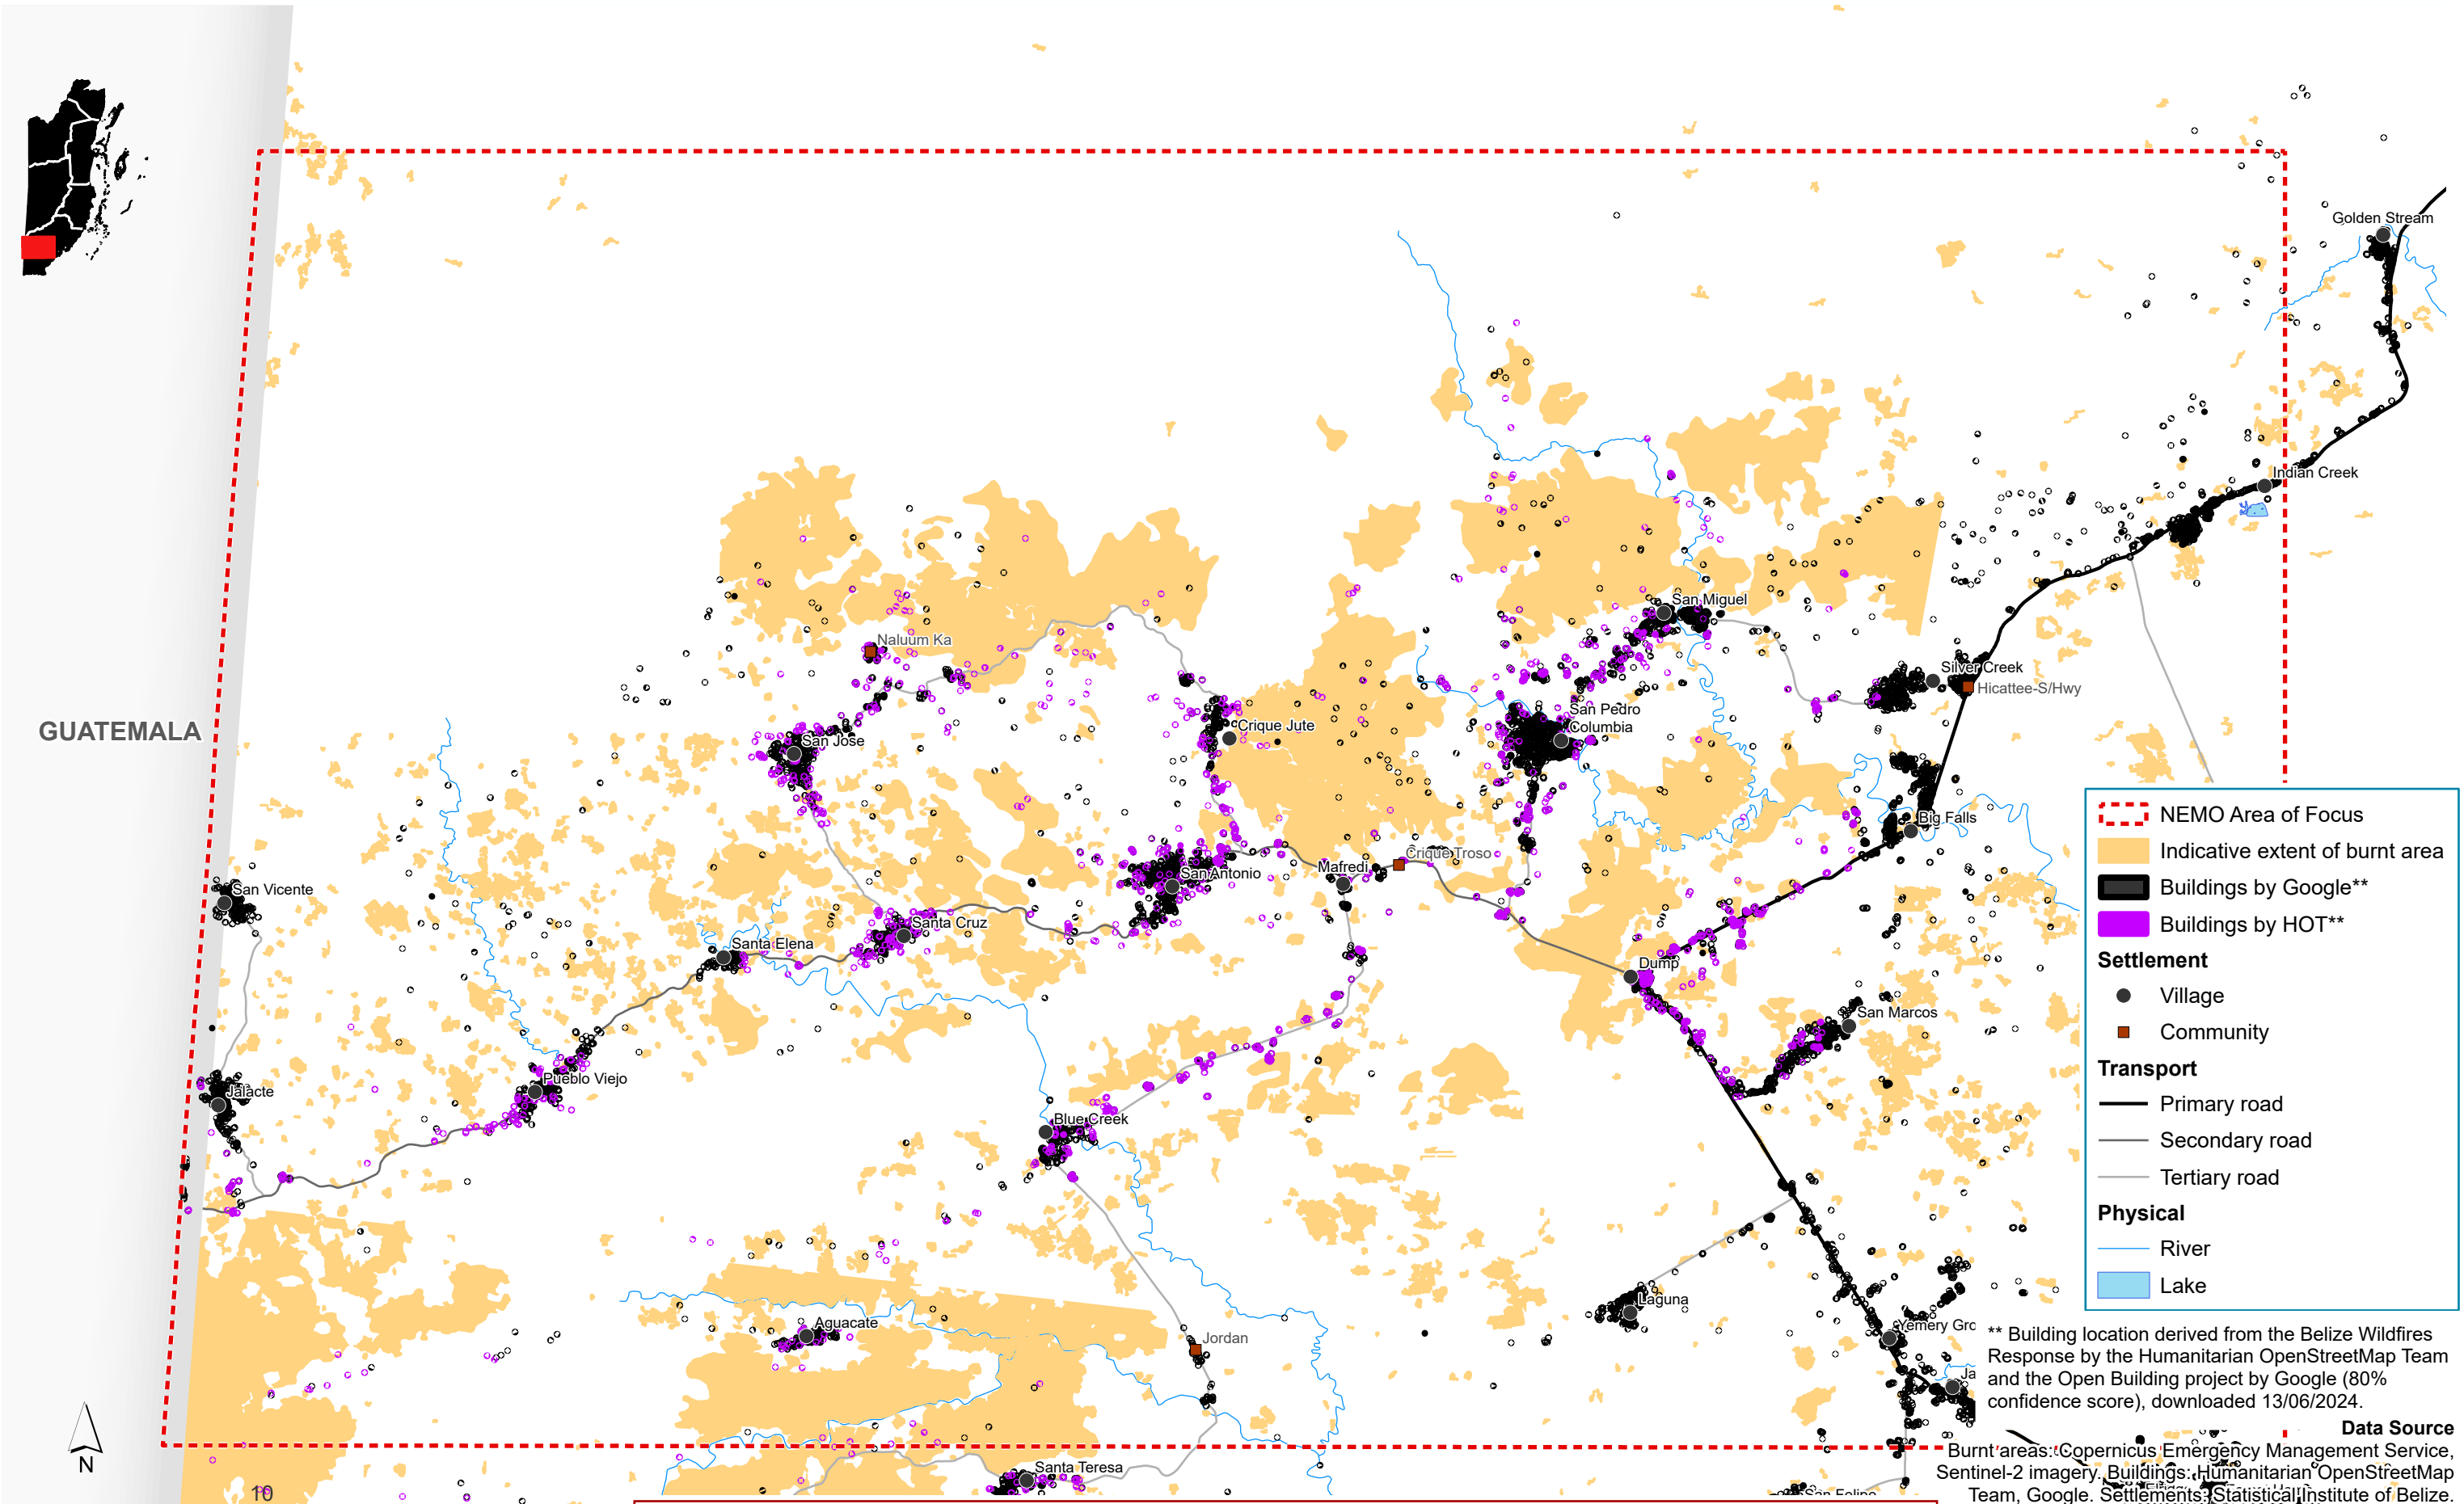 Golden Stream
Indian Creek
San Miguel
Naluum Ka
Silver Creek
Hicattee-S/Hwy
San Pedro
Columbia
Crique Jute
GUATEMALA
San Jose
Big Falls
Crique Troso
Mafredi
San Antonio
San Vicente
Santa Cruz
Santa Elena
Dump
San Marcos
Pueblo Viejo
Jalacte
Blue Creek
Laguna
Aguacate
Jordan
Yemery Gro
Ja
Santa Teresa
San Felipe
10
N
NEMO Area of Focus
Indicative extent of burnt area
Buildings by Google**
Buildings by HOT**
Settlement
Village
Community
Transport
Primary road
Secondary road
Tertiary road
Physical
River
Lake
** Building location derived from the Belize Wildfires
Response by the Humanitarian OpenStreetMap Team
and the Open Building project by Google (80%
confidence score), downloaded 13/06/2024.
Data Source
Burnt areas: Copernicus Emergency Management Service,
Sentinel-2 imagery. Buildings: Humanitarian OpenStreetMap
Team, Google. Settlements: Statistical Institute of Belize.